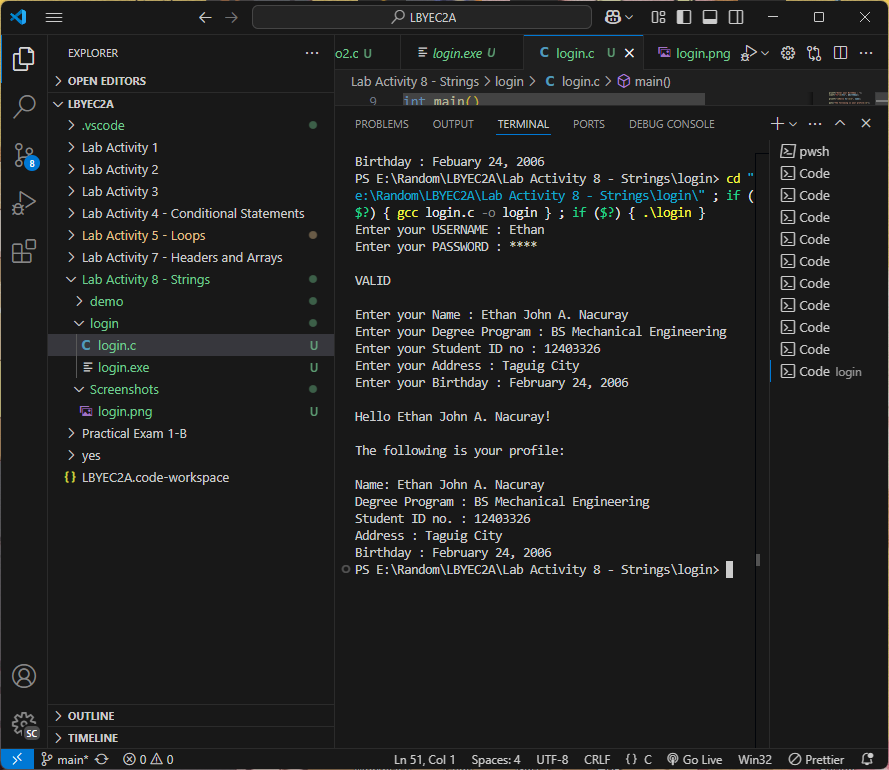 LBYEC2A
EXPLORER
OPEN EDITORS
LBYEC2A
.vscode
Lab Activity 1
Lab Activity 2
Lab Activity 3
Lab Activity 4 - Conditional Statements
Lab Activity 5 - Loops
Lab Activity 7 - Headers and Arrays
Lab Activity 8 - Strings
demo
login
C login.c U
login.exe U
Screenshots
login.png U
Practical Exam 1-B
yes
{} LBYEC2A.code-workspace
OUTLINE
TIMELINE
8
SC
o2.c U login.exe U C login.c U login.png
Lab Activity 8 - Strings > login > C login.c > main()
9 int main()
PROBLEMS OUTPUT TERMINAL PORTS DEBUG CONSOLE
Birthday : Febuary 24, 2006
PS E:\Random\LBYEC2A\Lab Activity 8 - Strings\login> cd "
e:\Random\LBYEC2A\Lab Activity 8 - Strings\login\" ; if (
$?) { gcc login.c -o login } ; if ($?) { .\login }
Enter your USERNAME : Ethan
Enter your PASSWORD : ****
VALID
Enter your Name : Ethan John A. Nacuray
Enter your Degree Program : BS Mechanical Engineering
Enter your Student ID no : 12403326
Enter your Address : Taguig City
Enter your Birthday : February 24, 2006
Hello Ethan John A. Nacuray!
The following is your profile:
Name: Ethan John A. Nacuray
Degree Program : BS Mechanical Engineering
Student ID no. : 12403326
Address : Taguig City
Birthday : February 24, 2006
PS E:\Random\LBYEC2A\Lab Activity 8 - Strings\login>
pwsh
Code
Code
Code
Code
Code
Code
Code
Code
Code
Code login
main* 0 0 Ln 51, Col 1 Spaces: 4 UTF-8 CRLF {} C Go Live Win32 Prettier